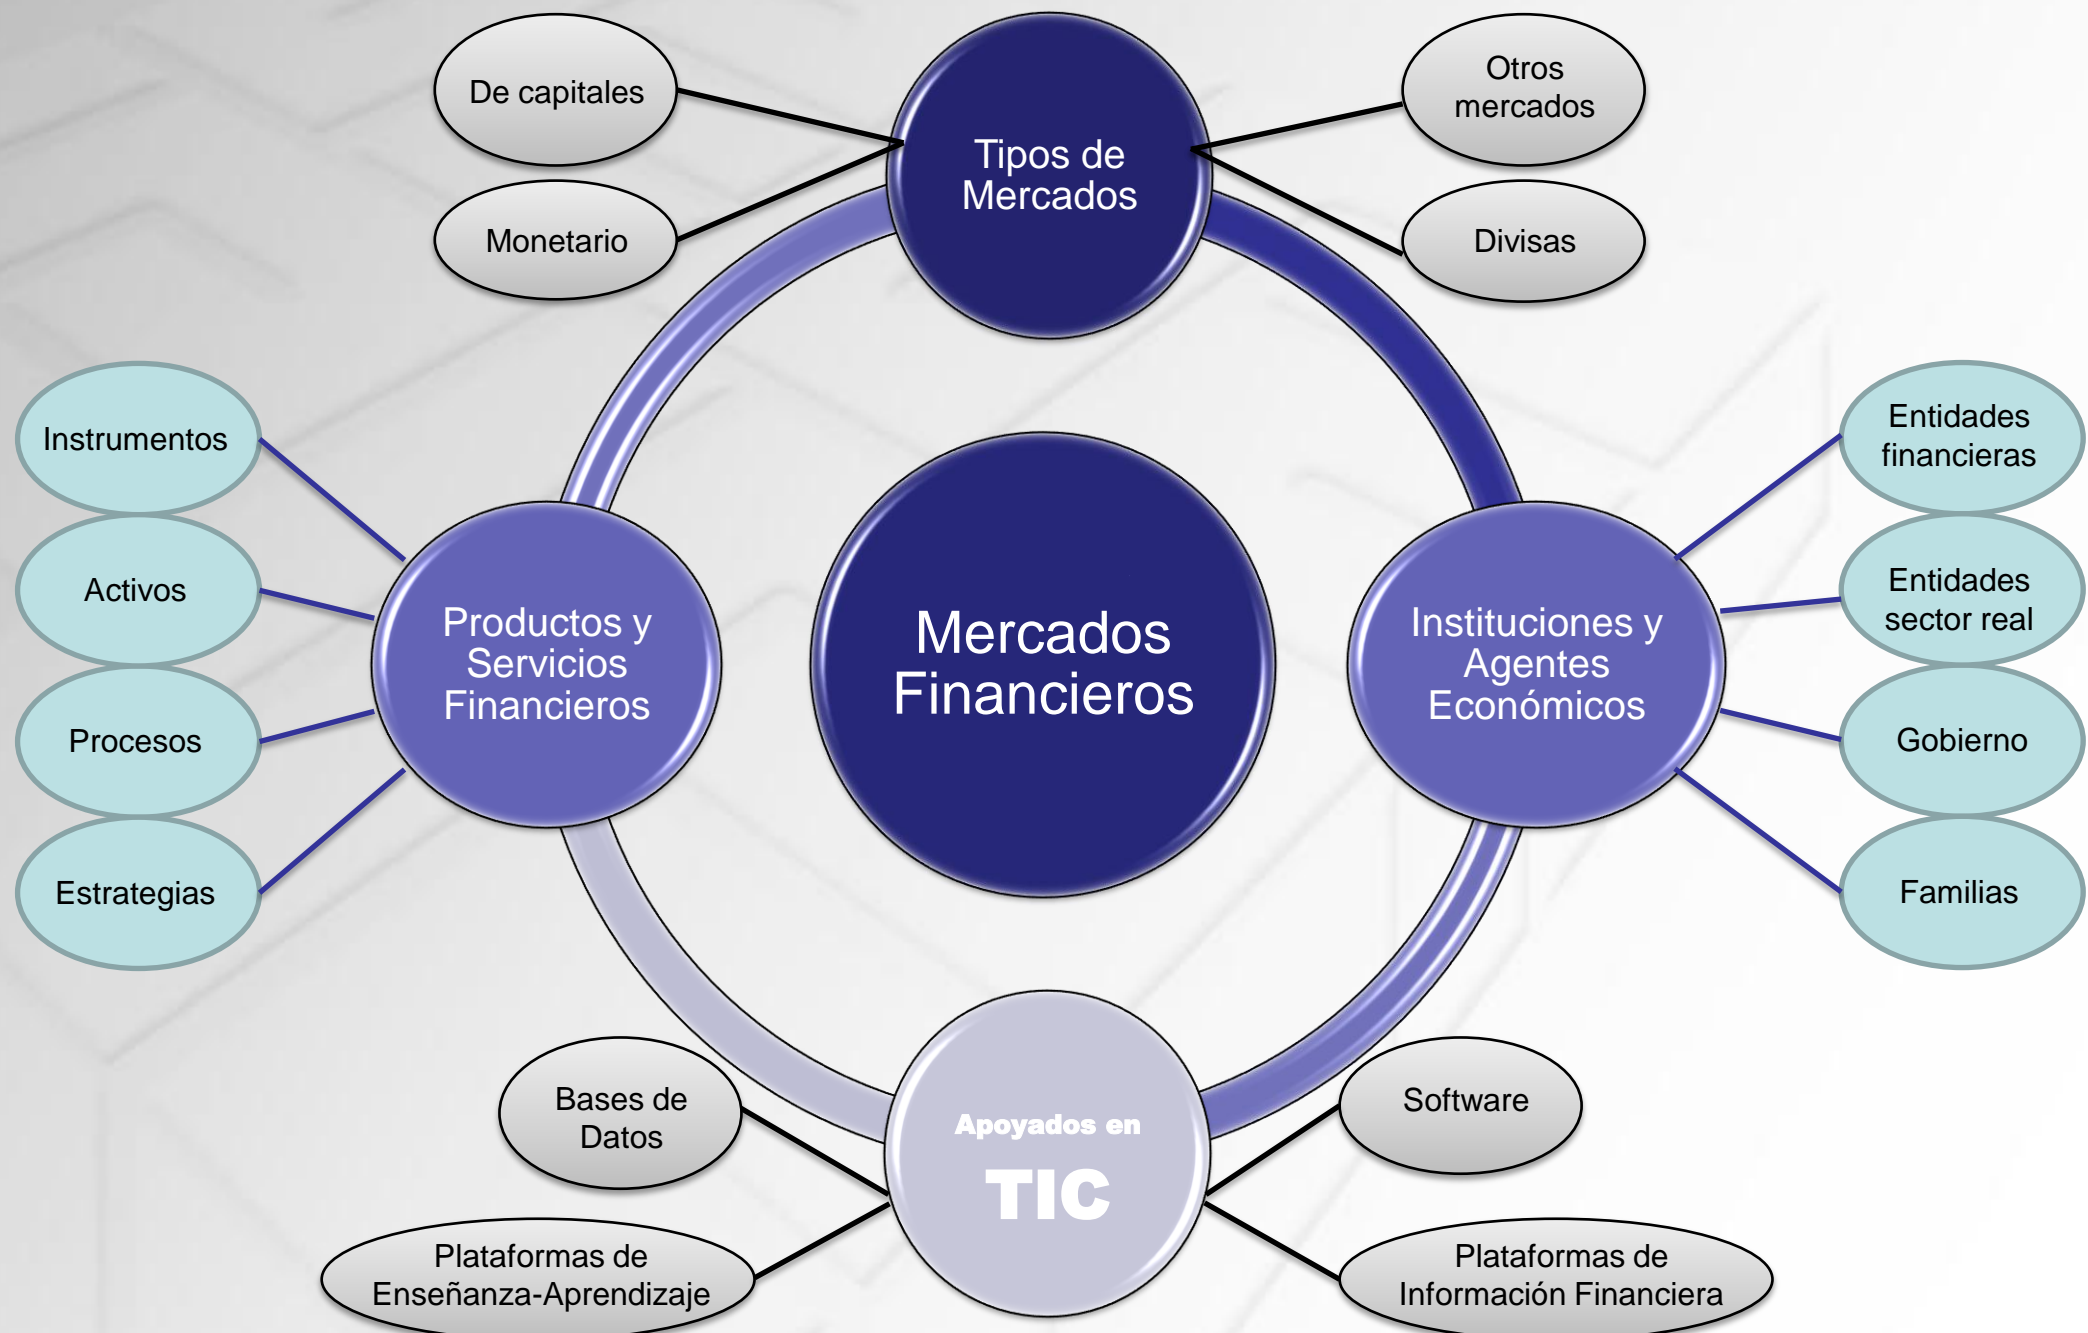 De capitales
Monetario
Tipos de
Mercados
Otros
mercados
Divisas
Instrumentos
Activos
Procesos
Estrategias
Productos y
Servicios
Financieros
Mercados
Financieros
Instituciones y
Agentes
Económicos
Entidades
financieras
Entidades
sector real
Gobierno
Familias
Bases de
Datos
Plataformas de
Enseñanza-Aprendizaje
Apoyados en
TIC
Software
Plataformas de
Información Financiera